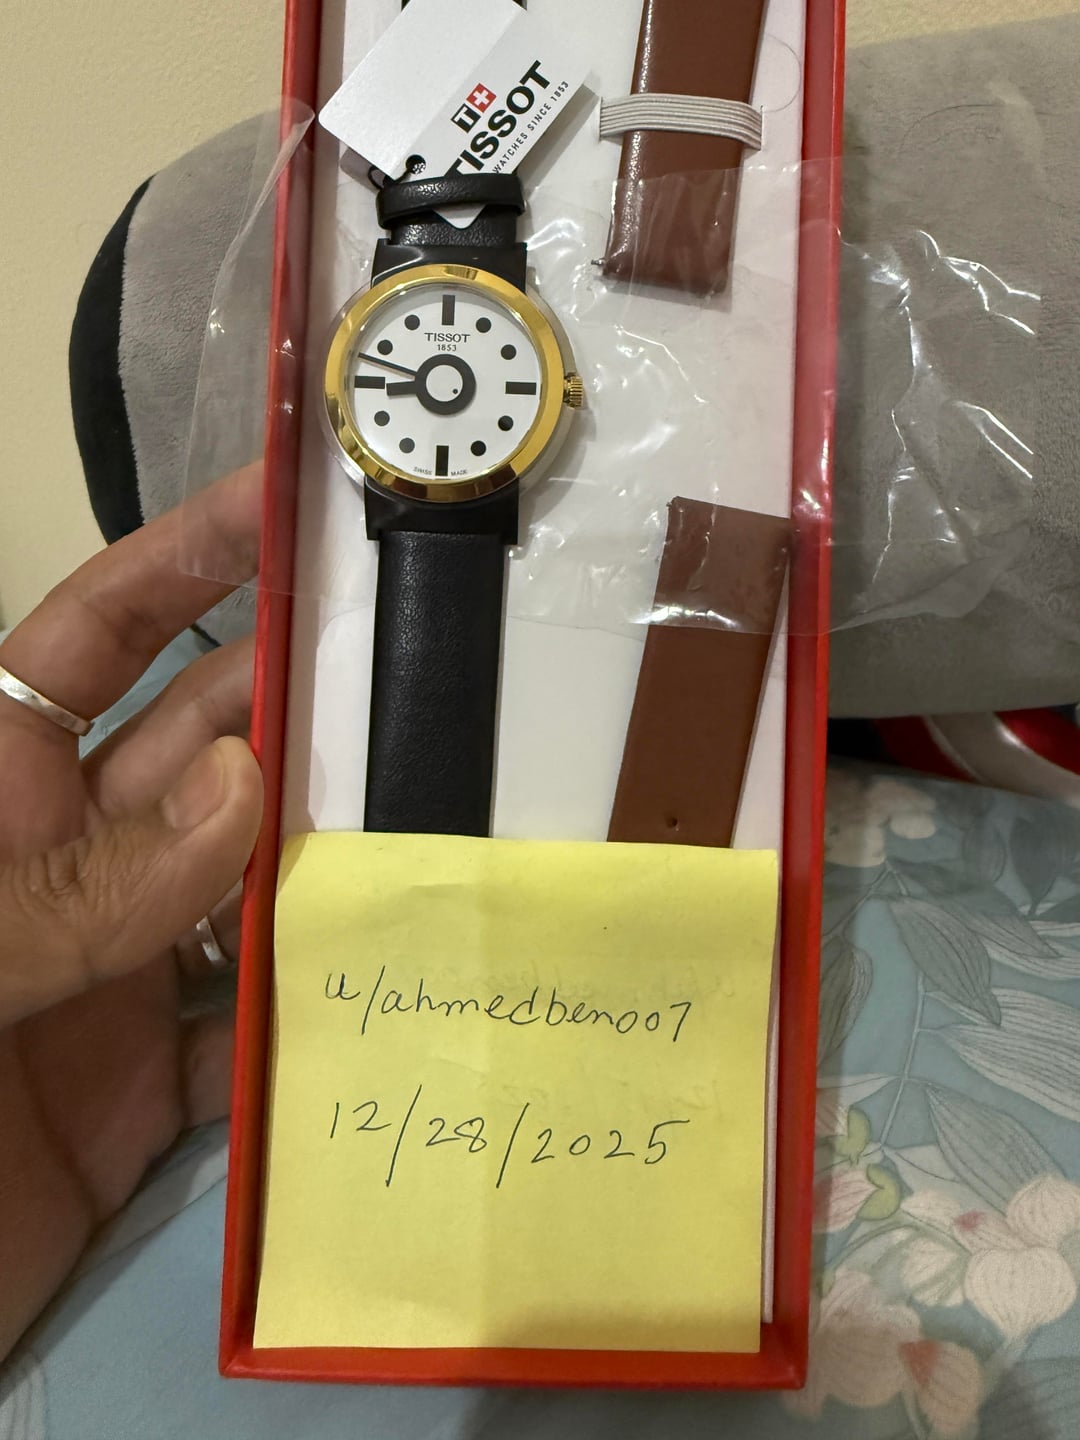 TISSOT
WATCHES SINCE 1853
TISSOT
1853
SWISS MADE
u/ahmedben007
12/28/2025